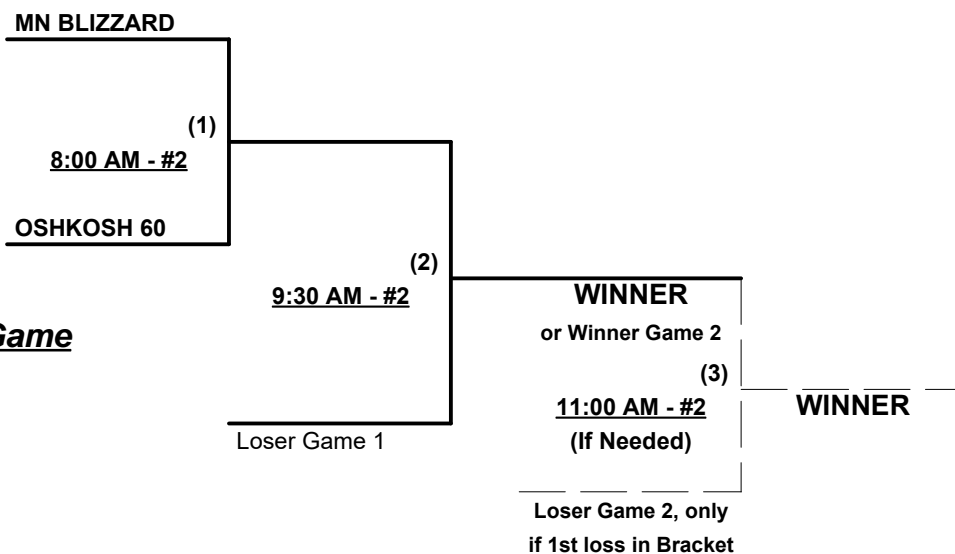 MN BLIZZARD
(1)
8:00 AM - #2
OSHKOSH 60
(2)
9:30 AM - #2
WINNER
Game
or Winner Game 2
(3)
11:00 AM - #2
WINNER
Loser Game 1
(If Needed)
Loser Game 2, only
if 1st loss in Bracket